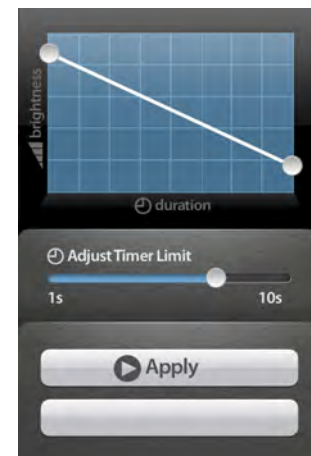 brightness
duration
Adjust Timer Limit
1s 10s
Apply